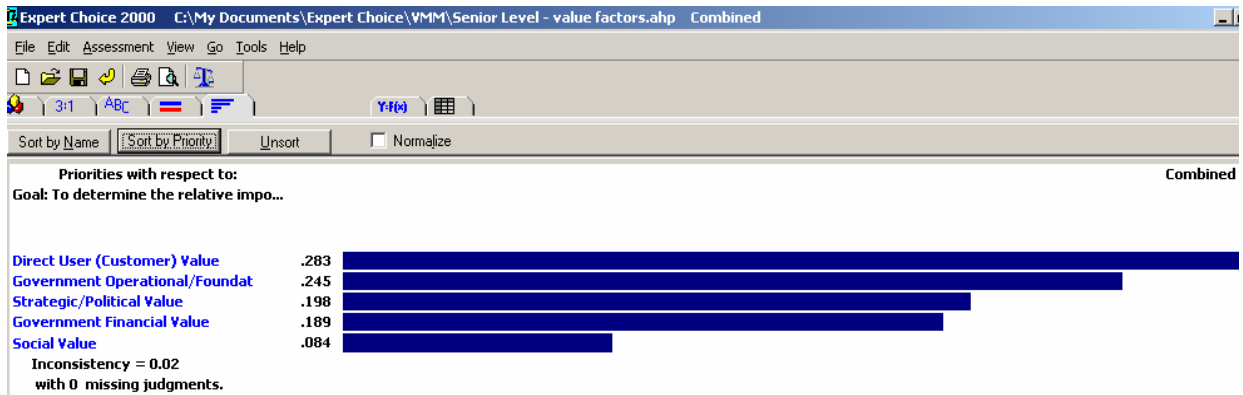 Expert Choice 2000 C:\My Documents\Expert Choice\VMM\Senior Level - value factors.ahp Combined
File Edit Assessment View Go Tools Help
3:1 ABC Y=F(x)
Sort by Name Sort by Priority Unsort Normalize
Priorities with respect to: Combined
Goal: To determine the relative impo...
Direct User (Customer) Value .283
Government Operational/Foundat .245
Strategic/Political Value .198
Government Financial Value .189
Social Value .084
Inconsistency = 0.02
with 0 missing judgments.